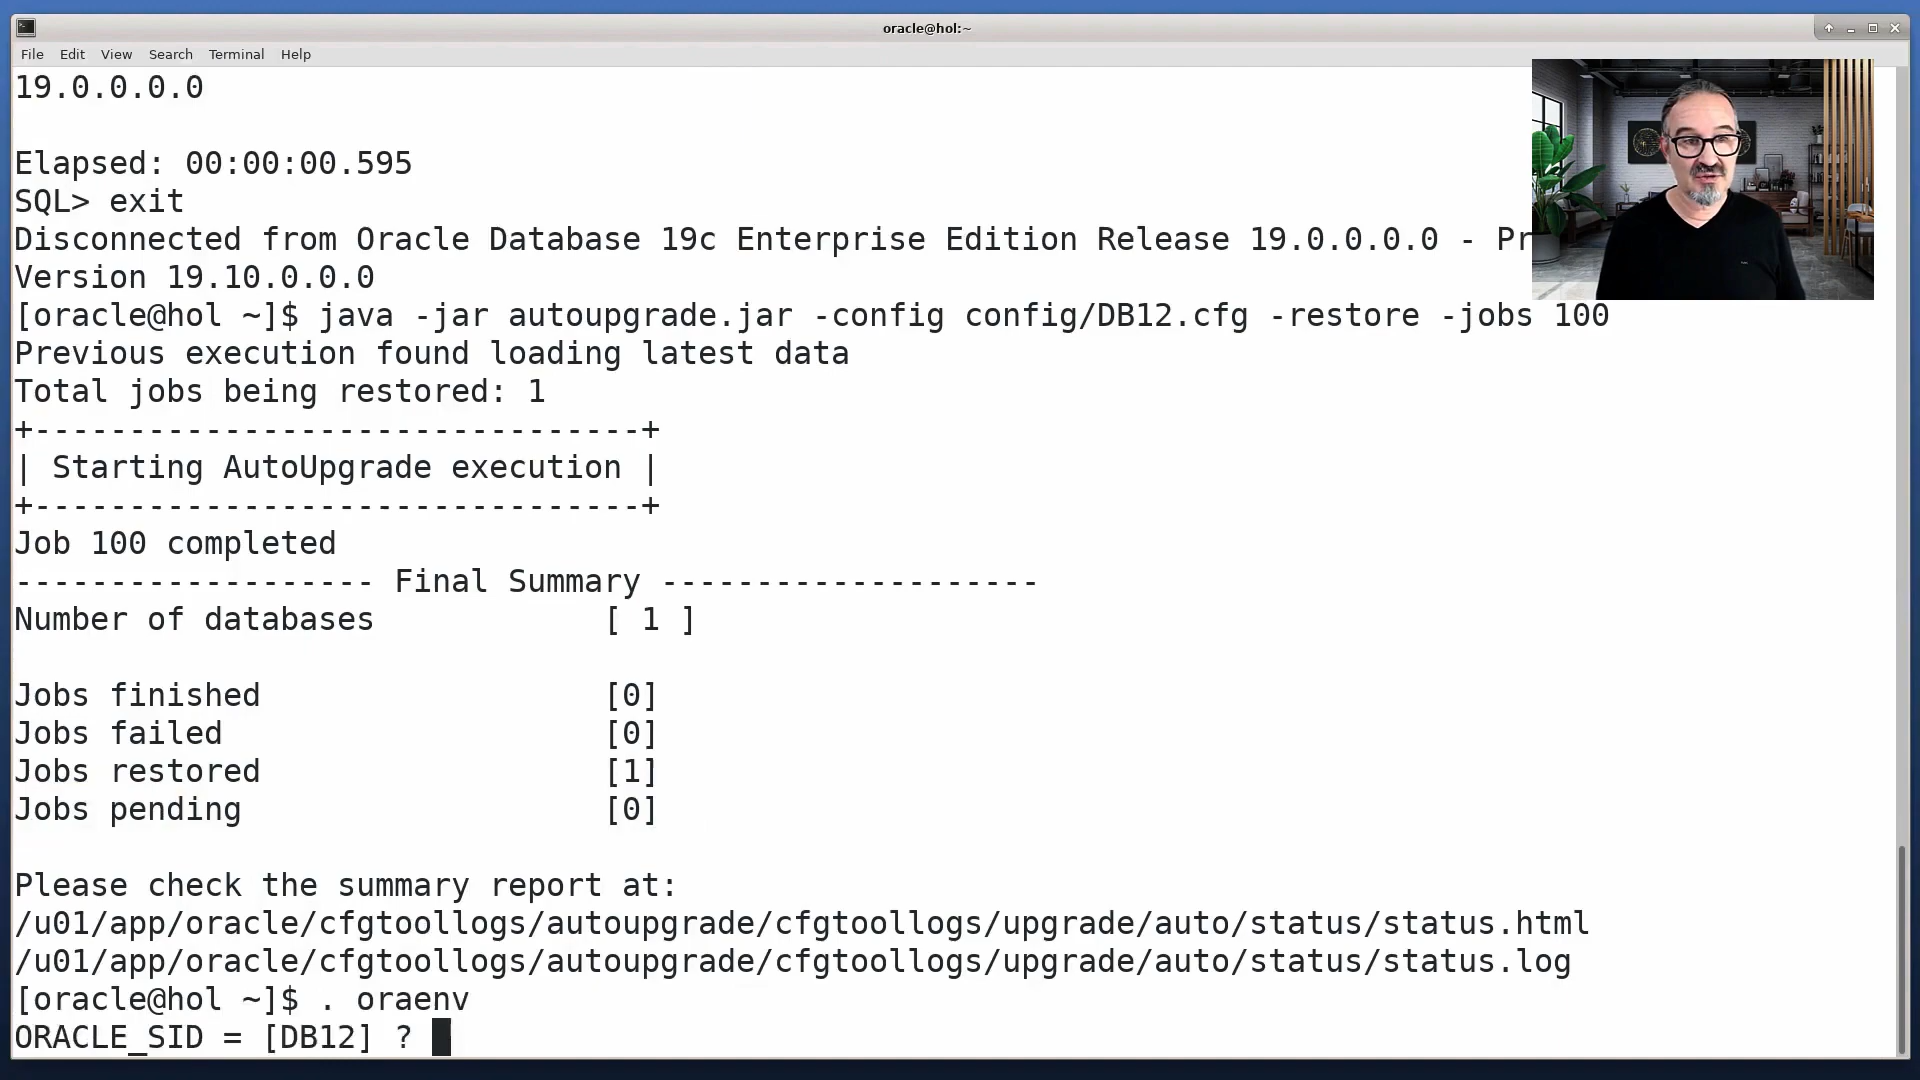 oracle@hol:~
File Edit View Search Terminal Help
19.0.0.0.0
Elapsed: 00:00:00.595
SQL> exit
Disconnected from Oracle Database 19c Enterprise Edition Release 19.0.0.0.0 - Pr
Version 19.10.0.0.0
[oracle@hol ~]$ java -jar autoupgrade.jar -config config/DB12.cfg -restore -jobs 100
Previous execution found loading latest data
Total jobs being restored: 1
+--------------------------------+
| Starting AutoUpgrade execution |
+--------------------------------+
Job 100 completed
------------------- Final Summary --------------------
Number of databases [ 1 ]
Jobs finished [0]
Jobs failed [0]
Jobs restored [1]
Jobs pending [0]
Please check the summary report at:
/u01/app/oracle/cfgtoollogs/autoupgrade/cfgtoollogs/upgrade/auto/status/status.html
/u01/app/oracle/cfgtoollogs/autoupgrade/cfgtoollogs/upgrade/auto/status/status.log
[oracle@hol ~]$ . oraenv
ORACLE_SID = [DB12] ?